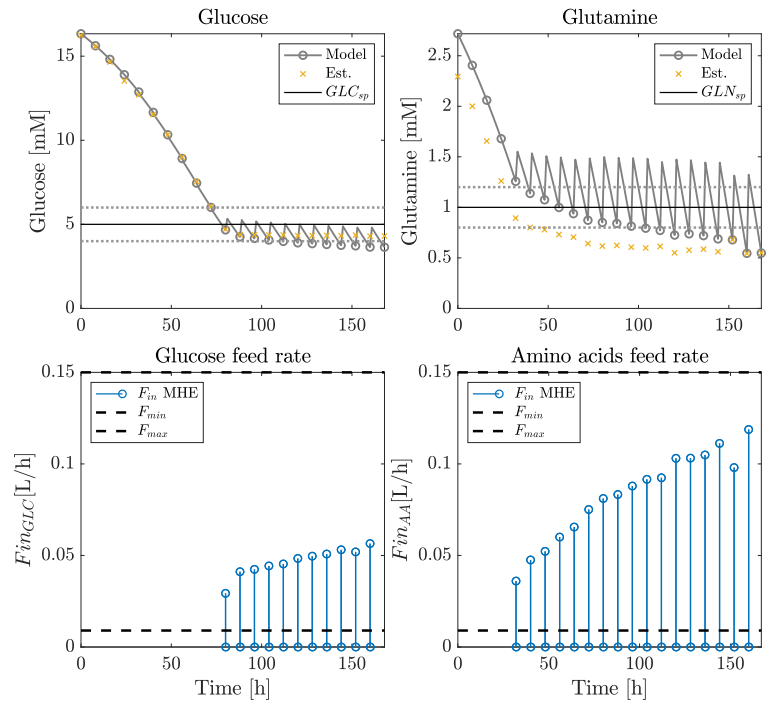 Glucose
Glutamine
Model
Est.
GLC_sp
Model
Est.
GLN_sp
Glucose [mM]
15
10
5
0
0
50
100
150
Glutamine [mM]
2.5
2
1.5
1
0.5
0
0
50
100
150
Glucose feed rate
Amino acids feed rate
F_in MHE
F_min
F_max
F_in MHE
F_min
F_max
Fin_GLC[L/h]
0.15
0.1
0.05
0
0
50
100
150
Time [h]
Fin_AA[L/h]
0.15
0.1
0.05
0
0
50
100
150
Time [h]